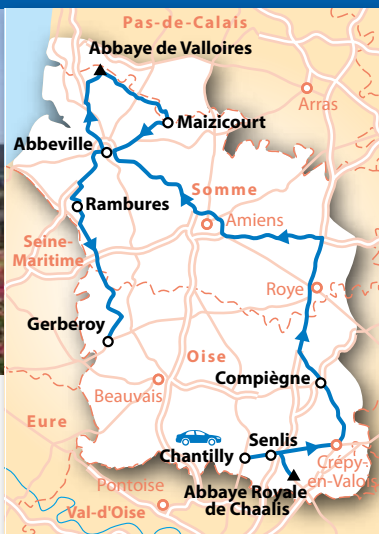 Pas-de-Calais
Abbaye de Valloires
Arras
Maizicourt
Abbeville
Somme
Rambures
Amiens
Seine-
Maritime
Roye
Gerberoy
Oise
Compiègne
Beauvais
Eure
Senlis
Chantilly
Crépy-
en-Valois
Pontoise
Abbaye Royale
de Chaalis
Val-d'Oise